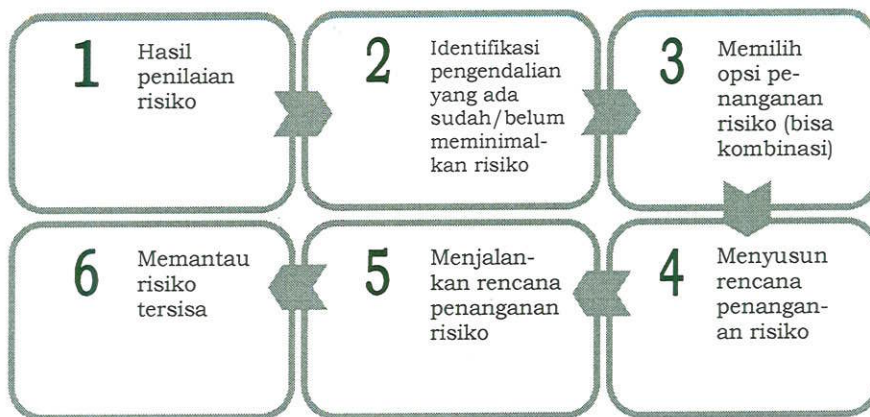 1
Hasil
penilaian
risiko
2
Identifikasi
pengendalian
yang ada
sudah/belum
meminimal-
kan risiko
3
Memilih
opsi pe-
nanganan
risiko (bisa
kombinasi)
4
Menyusun
rencana
penangan-
an risiko
5
Menjalan-
kan rencana
penanganan
risiko
6
Memantau
risiko
tersisa